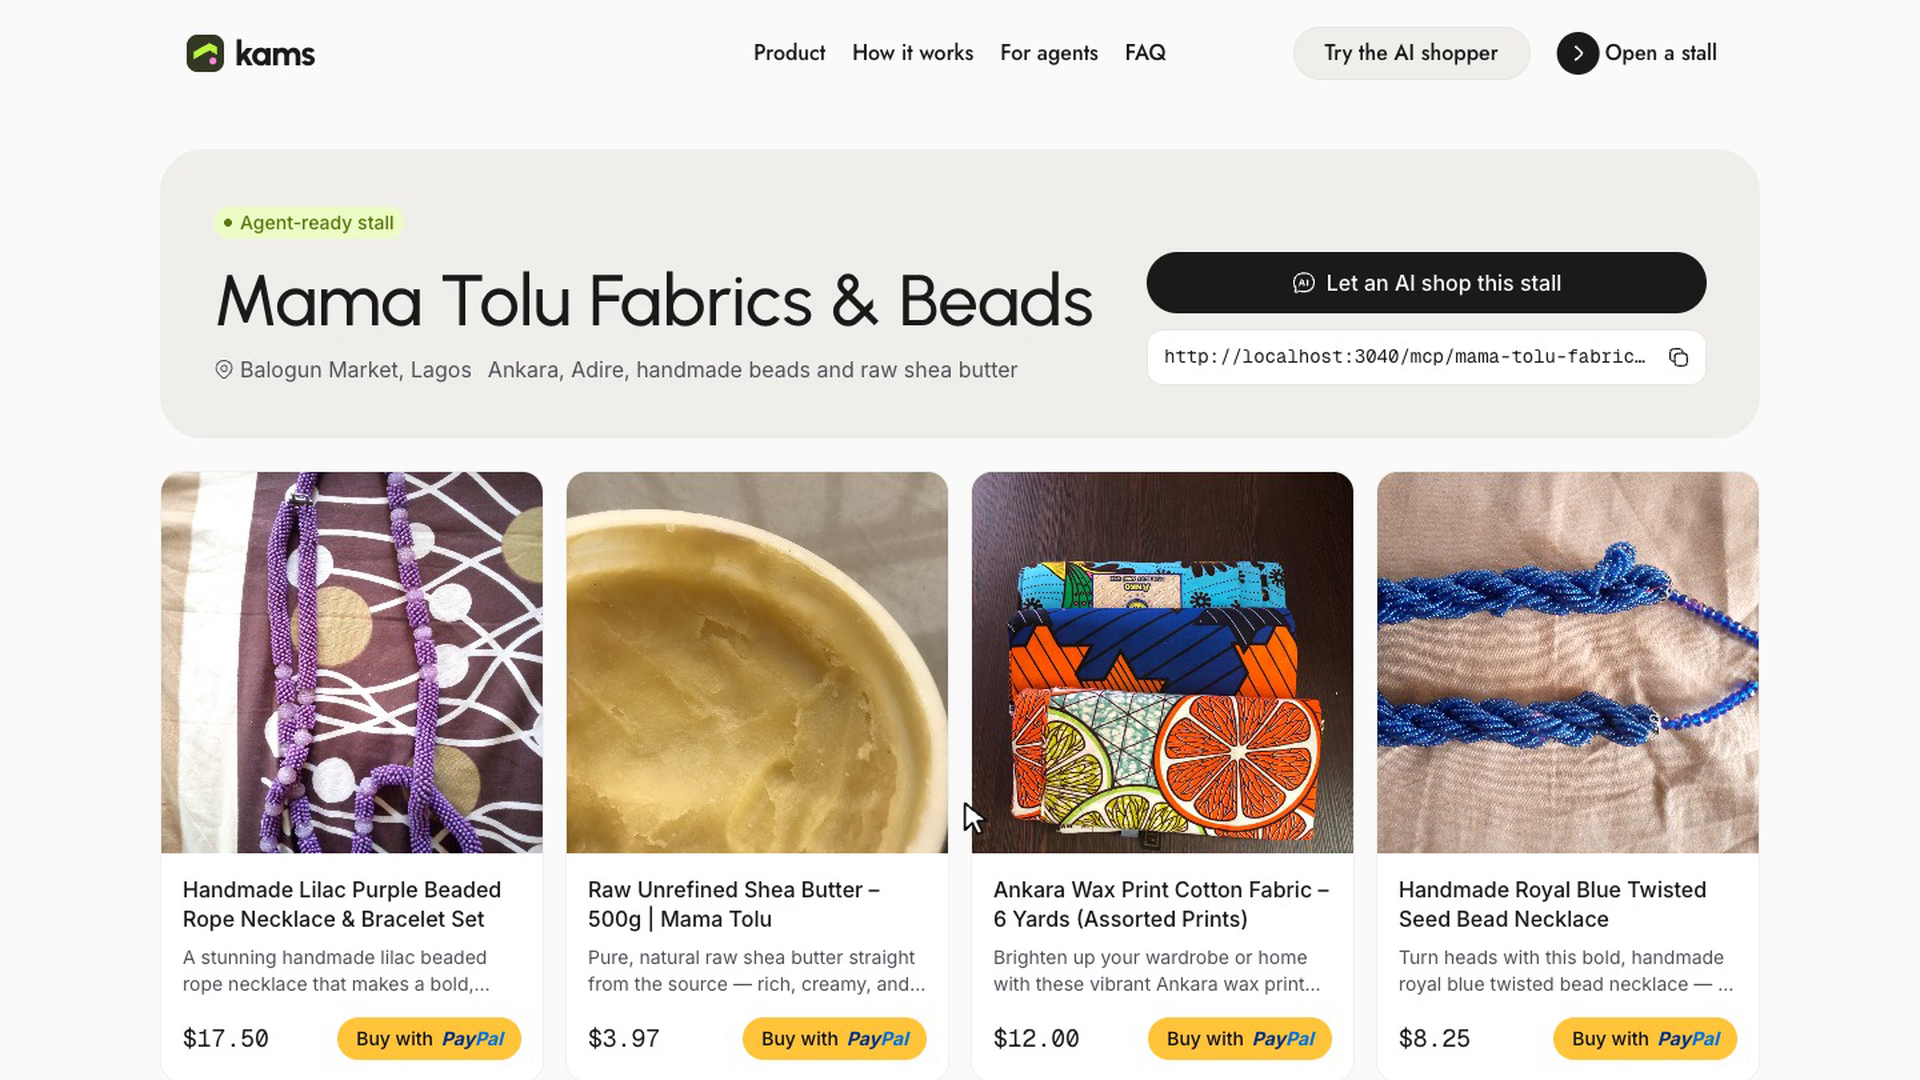 kams
Product
How it works
For agents
FAQ
Try the AI shopper
Open a stall
Agent-ready stall
Mama Tolu Fabrics & Beads
Balogun Market, Lagos Ankara, Adire, handmade beads and raw shea butter
AI Let an AI shop this stall
http://localhost:3040/mcp/mama-tolu-fabric…
Handmade Lilac Purple Beaded
Rope Necklace & Bracelet Set
A stunning handmade lilac beaded
rope necklace that makes a bold,...
$17.50
Buy with PayPal
Raw Unrefined Shea Butter –
500g | Mama Tolu
Pure, natural raw shea butter straight
from the source — rich, creamy, and...
$3.97
Buy with PayPal
Ankara Wax Print Cotton Fabric –
6 Yards (Assorted Prints)
Brighten up your wardrobe or home
with these vibrant Ankara wax print...
$12.00
Buy with PayPal
Handmade Royal Blue Twisted
Seed Bead Necklace
Turn heads with this bold, handmade
royal blue twisted bead necklace — ...
$8.25
Buy with PayPal